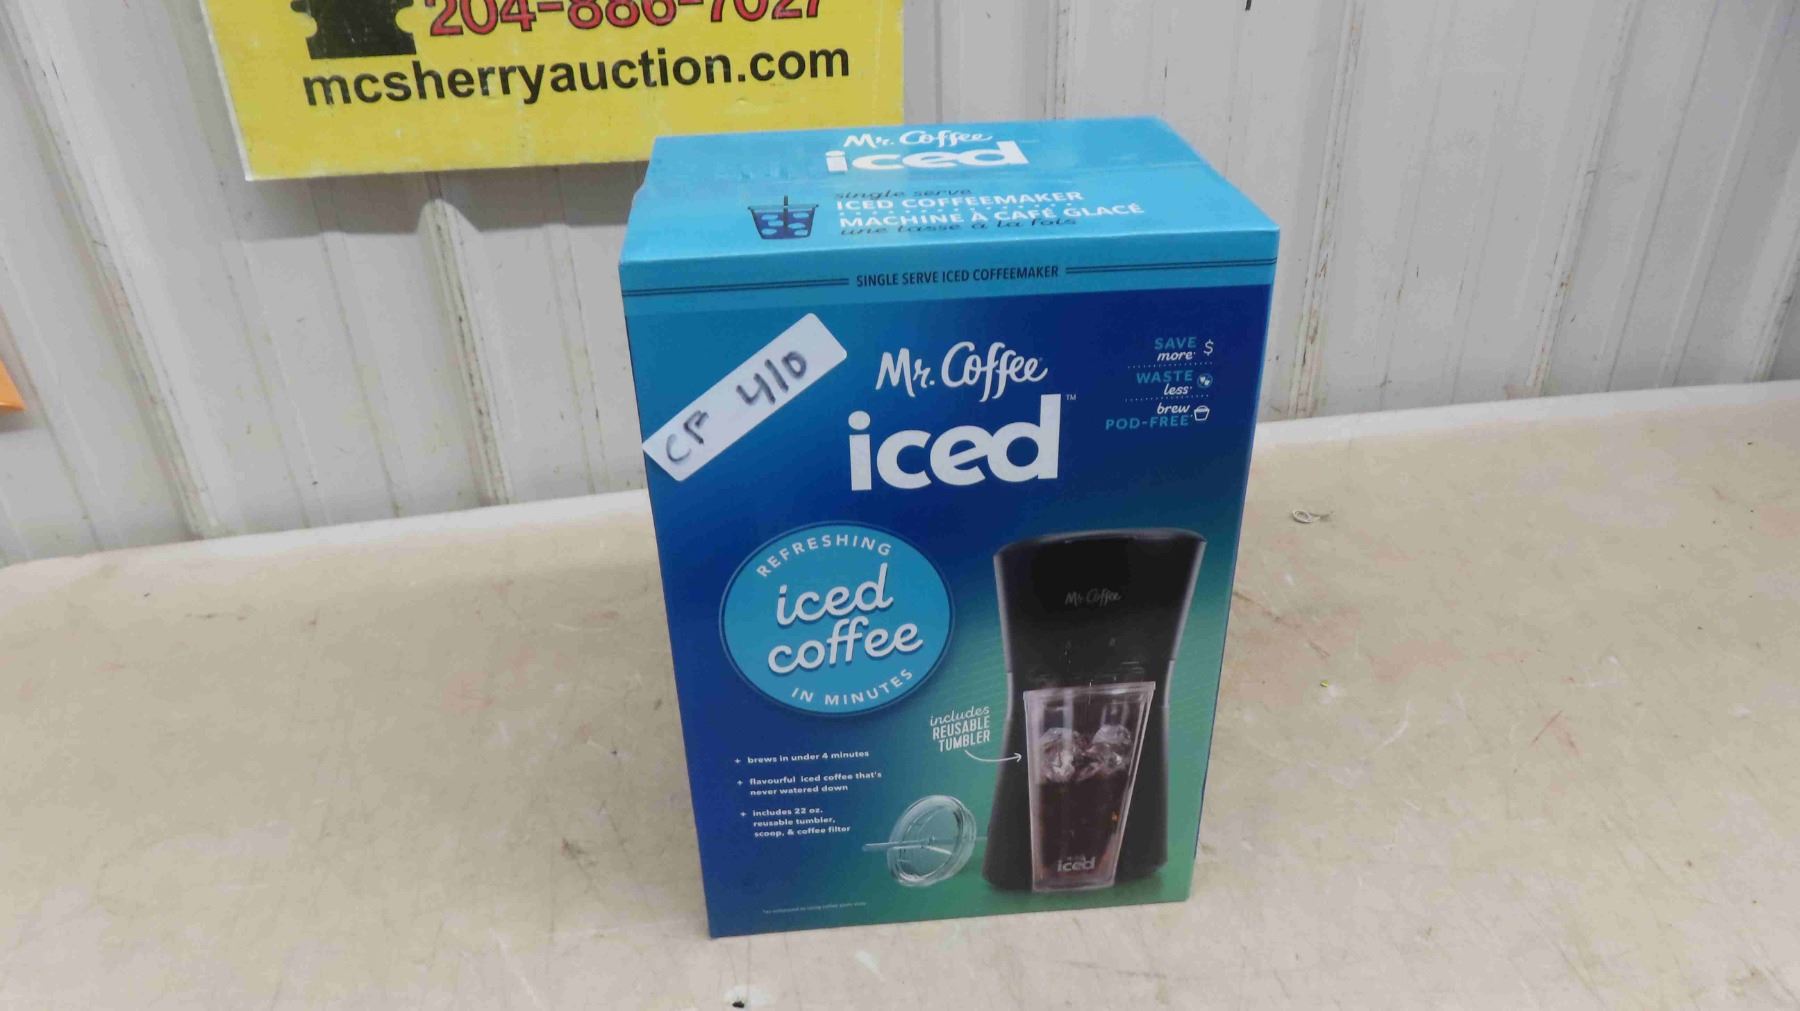 204-886-7027
mcsherryauction.com
Mr. Coffee
iced
single serve
ICED COFFEEMAKER
MACHINE À CAFÉ GLACÉ
une tasse à la fois
SINGLE SERVE ICED COFFEEMAKER
CF 410
Mr. Coffee
iced™
SAVE
more $
WASTE
less
brew
POD-FREE
REFRESHING
iced
coffee
IN MINUTES
Mr. Coffee
includes
REUSABLE
TUMBLER
+ brews in under 4 minutes
+ flavourful iced coffee that's
never watered down
+ includes 22 oz.
reusable tumbler,
scoop, & coffee filter
iced